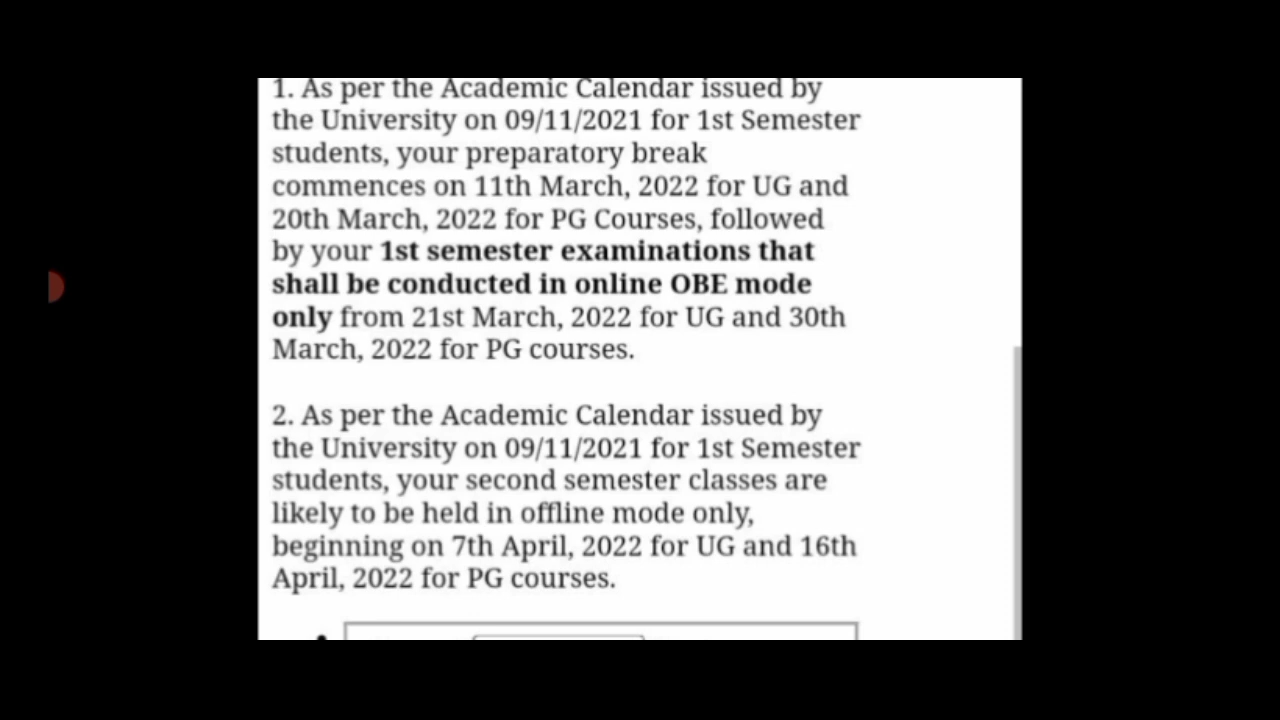 1. As per the Academic Calendar issued by
the University on 09/11/2021 for 1st Semester
students, your preparatory break
commences on 11th March, 2022 for UG and
20th March, 2022 for PG Courses, followed
by your 1st semester examinations that
shall be conducted in online OBE mode
only from 21st March, 2022 for UG and 30th
March, 2022 for PG courses.
2. As per the Academic Calendar issued by
the University on 09/11/2021 for 1st Semester
students, your second semester classes are
likely to be held in offline mode only,
beginning on 7th April, 2022 for UG and 16th
April, 2022 for PG courses.